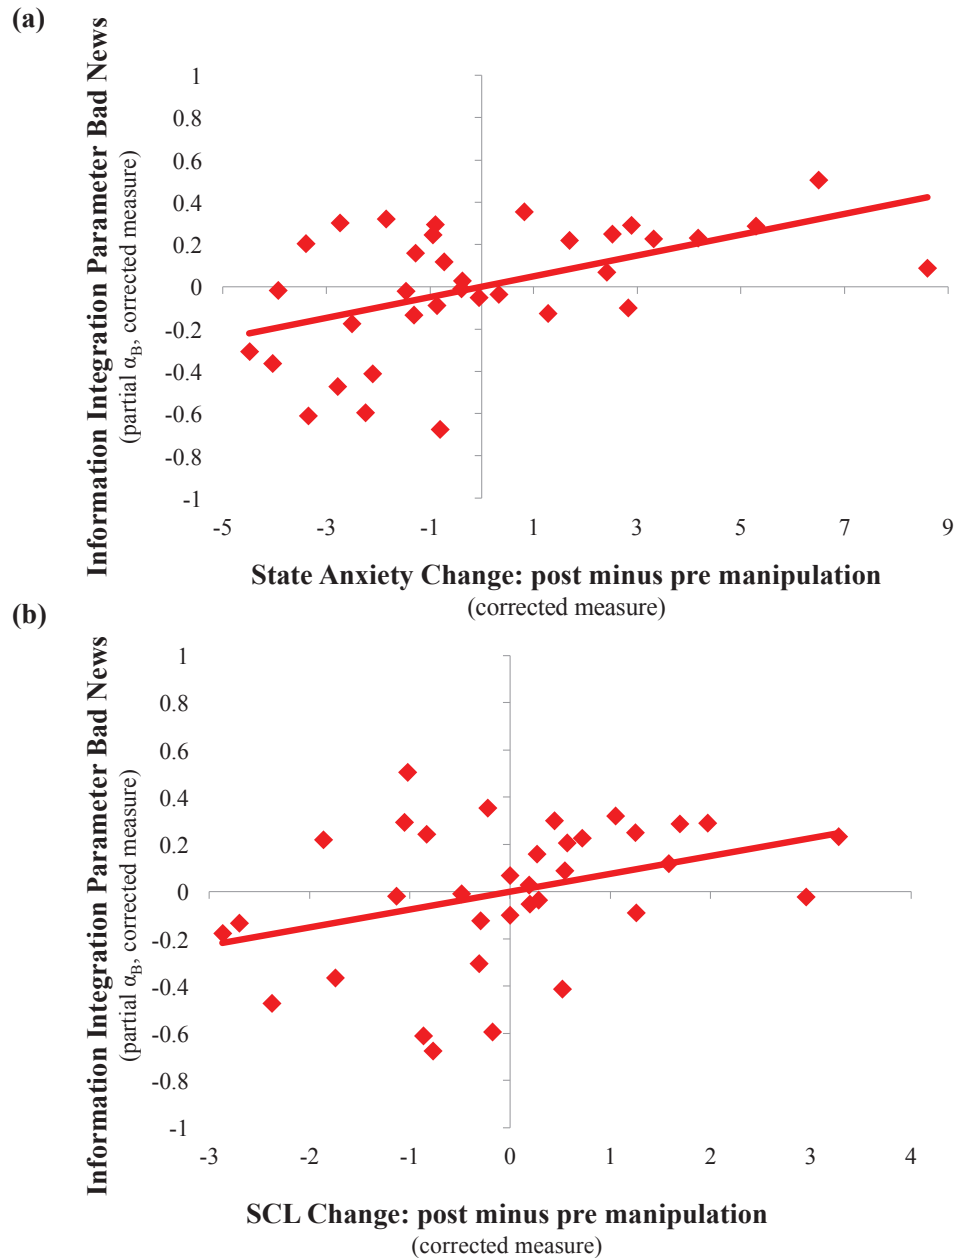 (a)
Information Integration Parameter Bad News
(partial αB, corrected measure)
1
0.8
0.6
0.4
0.2
0
-0.2
-0.4
-0.6
-0.8
-1
-5 -3 -1 1 3 5 7 9
State Anxiety Change: post minus pre manipulation
(corrected measure)
(b)
Information Integration Parameter Bad News
(partial αB, corrected measure)
1
0.8
0.6
0.4
0.2
0
-0.2
-0.4
-0.6
-0.8
-1
-3 -2 -1 0 1 2 3 4
SCL Change: post minus pre manipulation
(corrected measure)